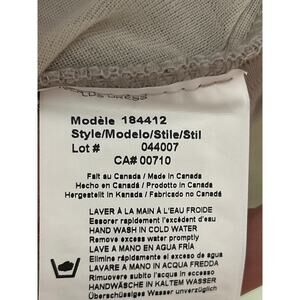 Modèle 184412
Style/Modelo/Stile/Stil
Lot # 044007
CA# 00710
Fait au Canada / Made in Canada
Hecho en Canadá / Prodotto in Canada
Hergestellt in Kanada / Fabricado no Canadá
LAVER À LA MAIN À L'EAU FROIDE
Essorer rapidement l'excédent d'eau
HAND WASH IN COLD WATER
Remove excess water promptly
LAVE A MANO EN AGUA FRÍA
Elimine rápidamente el exceso de agua
LAVARE A MANO IN ACQUA FREDDA
Rimuovere subito l'acqua in eccesso
HANDWÄSCHE IN KALTEM WASSER
Überschüssiges Wasser unverzüglich